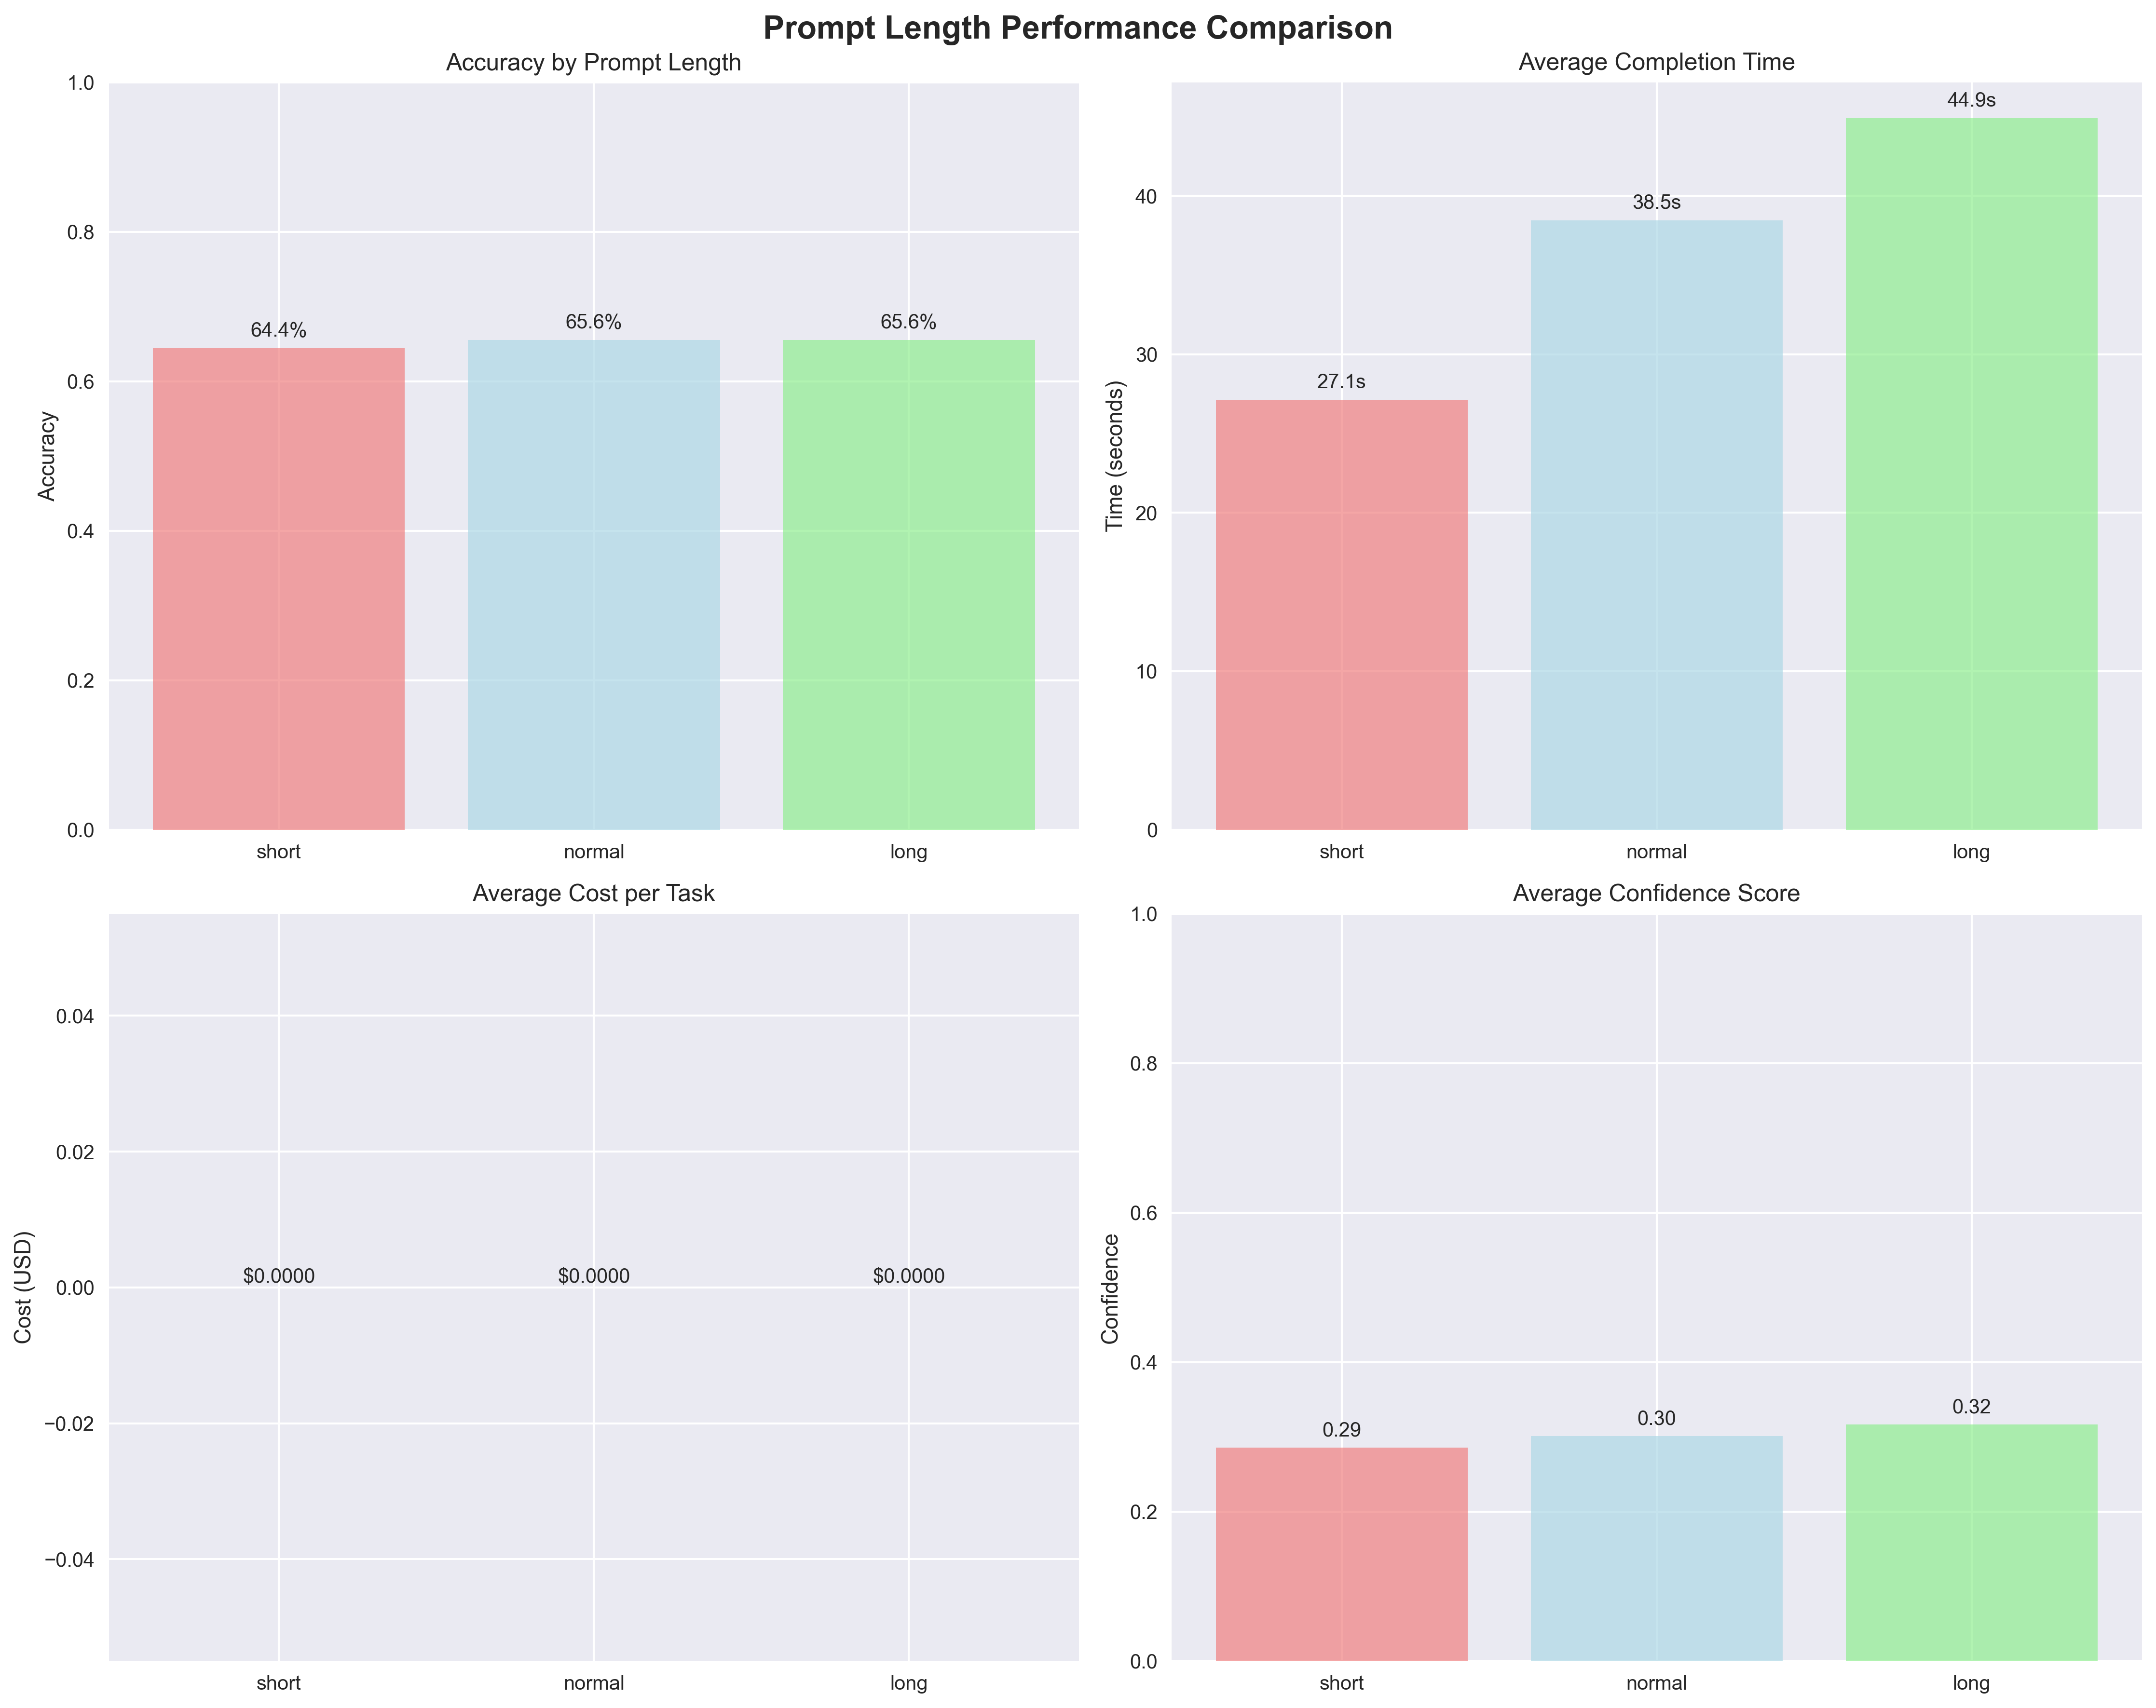 Prompt Length Performance Comparison
Accuracy by Prompt Length
1.0
0.8
0.6
0.4
0.2
0.0
Accuracy
64.4%
65.6%
65.6%
short
normal
long
Average Completion Time
40
30
20
10
0
Time (seconds)
27.1s
38.5s
44.9s
short
normal
long
Average Cost per Task
0.04
0.02
0.00
−0.02
−0.04
Cost (USD)
$0.0000
$0.0000
$0.0000
short
normal
long
Average Confidence Score
1.0
0.8
0.6
0.4
0.2
0.0
Confidence
0.29
0.30
0.32
short
normal
long